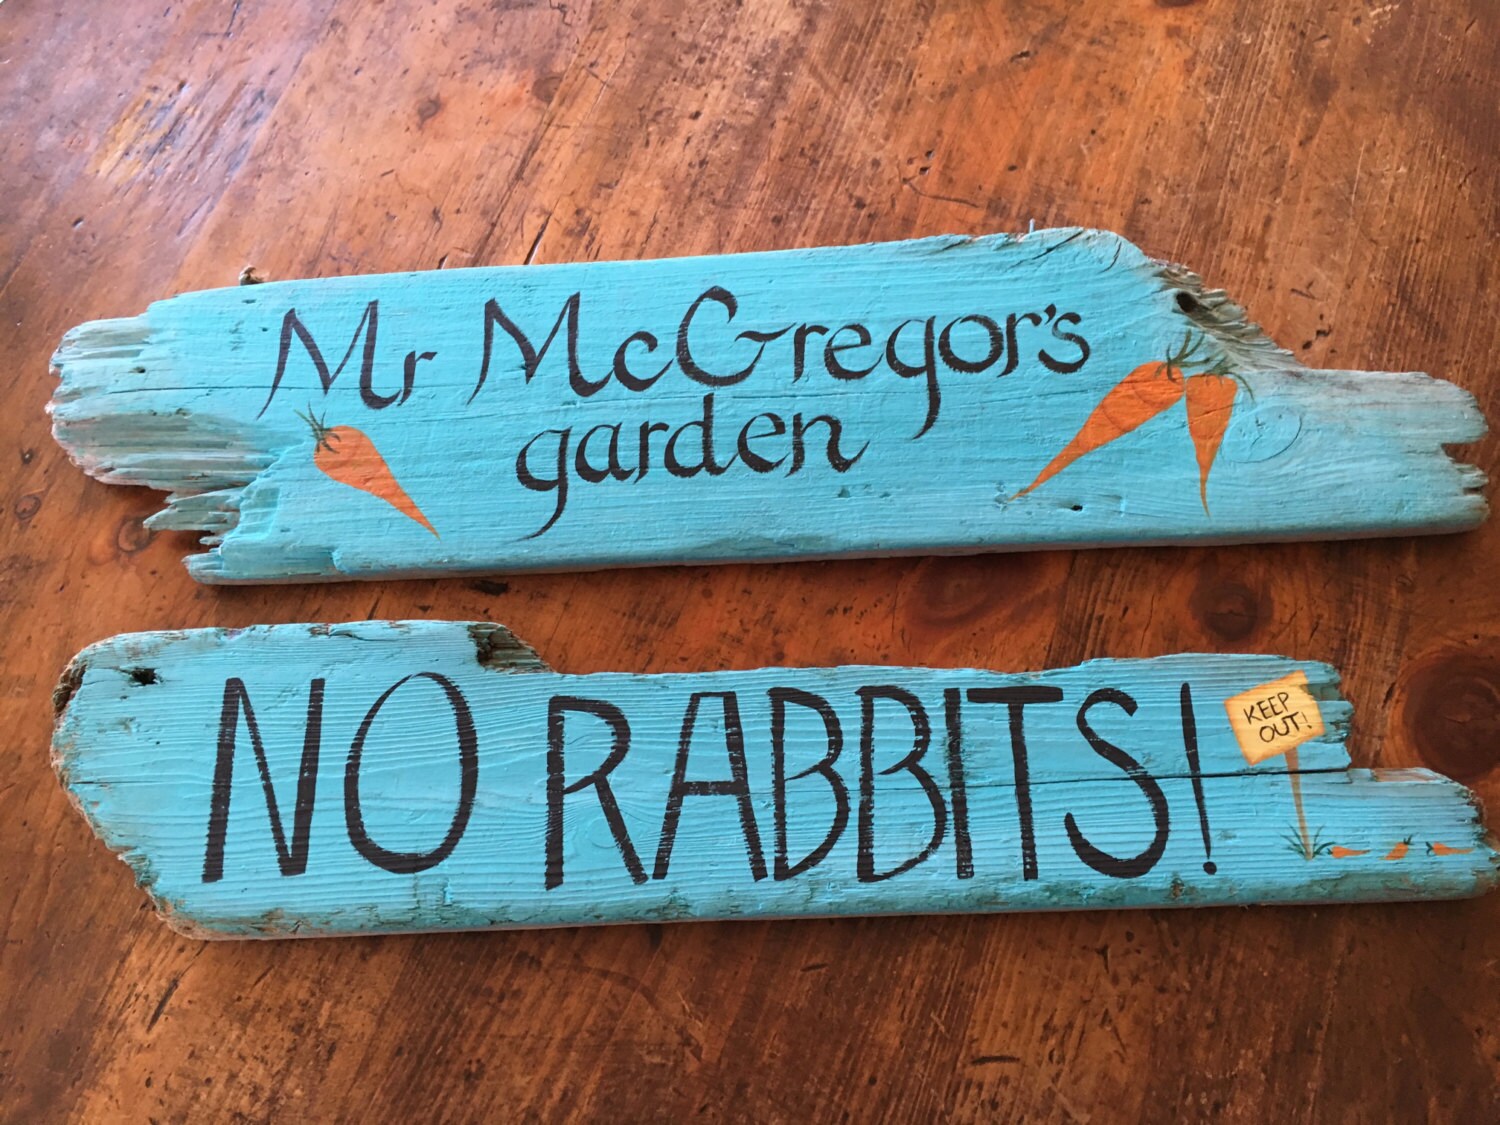 Mr McGregor's
garden
NO RABBITS!
KEEP
OUT!